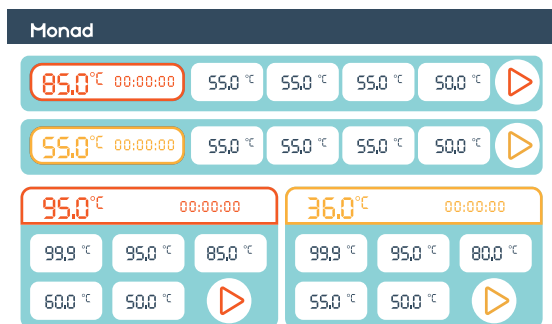 Monad
85.0°C 00:00:00 55.0 °C 55.0 °C 55.0 °C 50.0 °C
55.0°C 00:00:00 55.0 °C 55.0 °C 55.0 °C 50.0 °C
95.0°C 00:00:00
99.9 °C 95.0 °C 85.0 °C
60.0 °C 50.0 °C
36.0°C 00:00:00
99.9 °C 95.0 °C 80.0 °C
55.0 °C 50.0 °C